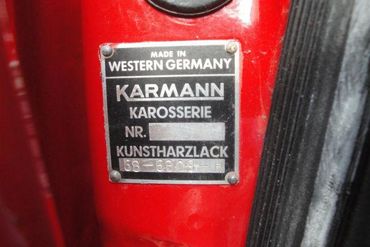 MADE IN
WESTERN GERMANY
KARMANN
KAROSSERIE
NR.
KUNSTHARZLACK